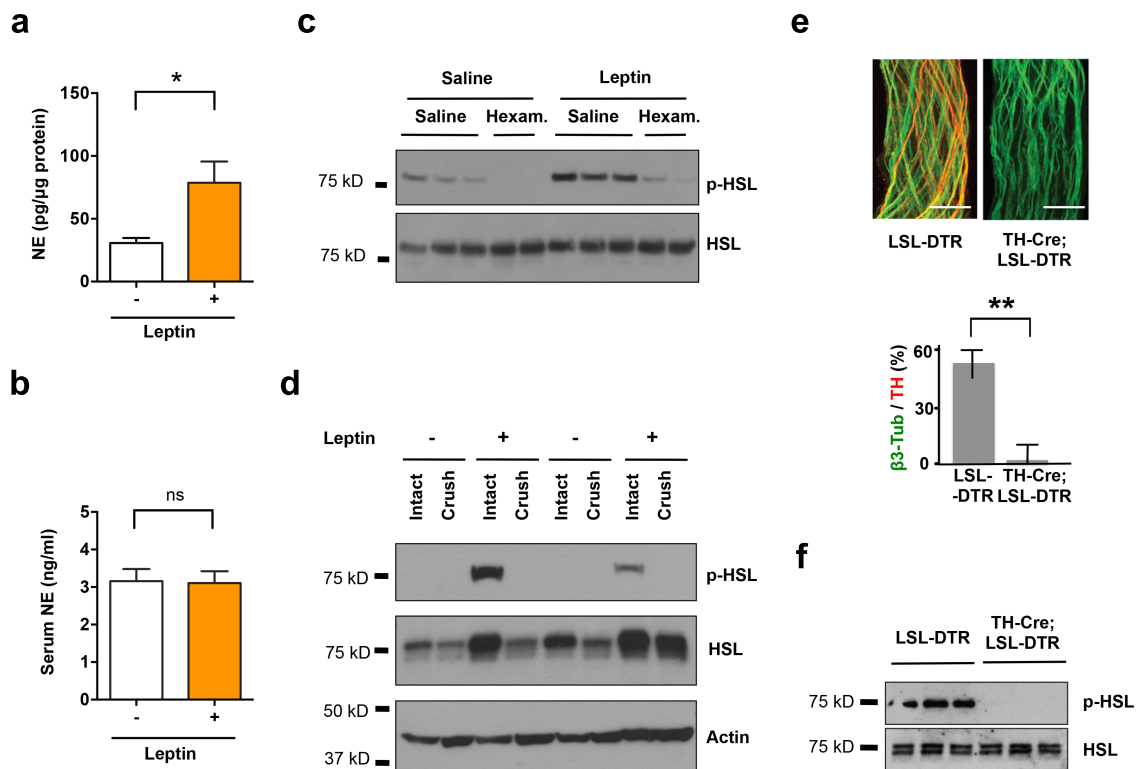 a
*
150
100
50
0
NE (pg/µg protein)
- +
Leptin
b
ns
5
4
3
2
1
0
Serum NE (ng/ml)
- +
Leptin
c
Saline Leptin
Saline Hexam. Saline Hexam.
75 kD p-HSL
75 kD HSL
d
Leptin - + - +
Intact Crush Intact Crush Intact Crush Intact Crush
75 kD p-HSL
75 kD HSL
50 kD
Actin
37 kD
e
LSL-DTR TH-Cre;
LSL-DTR
**
60
30
0
β3-Tub / TH (%)
LSL- TH-Cre;
-DTR LSL-DTR
f
LSL-DTR TH-Cre;
LSL-DTR
75 kD p-HSL
75 kD HSL